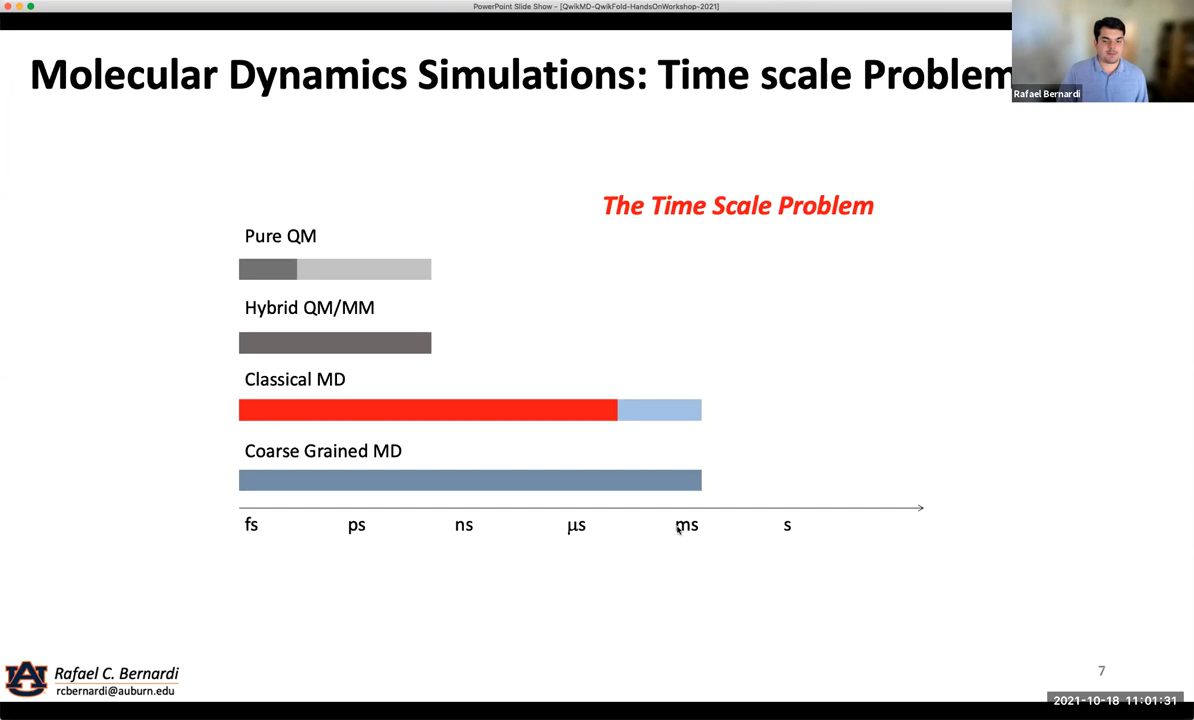 PowerPoint Slide Show - [QwikMD-QwikFold-HandsOnWorkshop-2021]
Molecular Dynamics Simulations: Time scale Problem
Rafael Bernardi
The Time Scale Problem
Pure QM
Hybrid QM/MM
Classical MD
Coarse Grained MD
fs ps ns µs ms s
Rafael C. Bernardi
rcbernardi@auburn.edu
7
2021-10-18 11:01:31